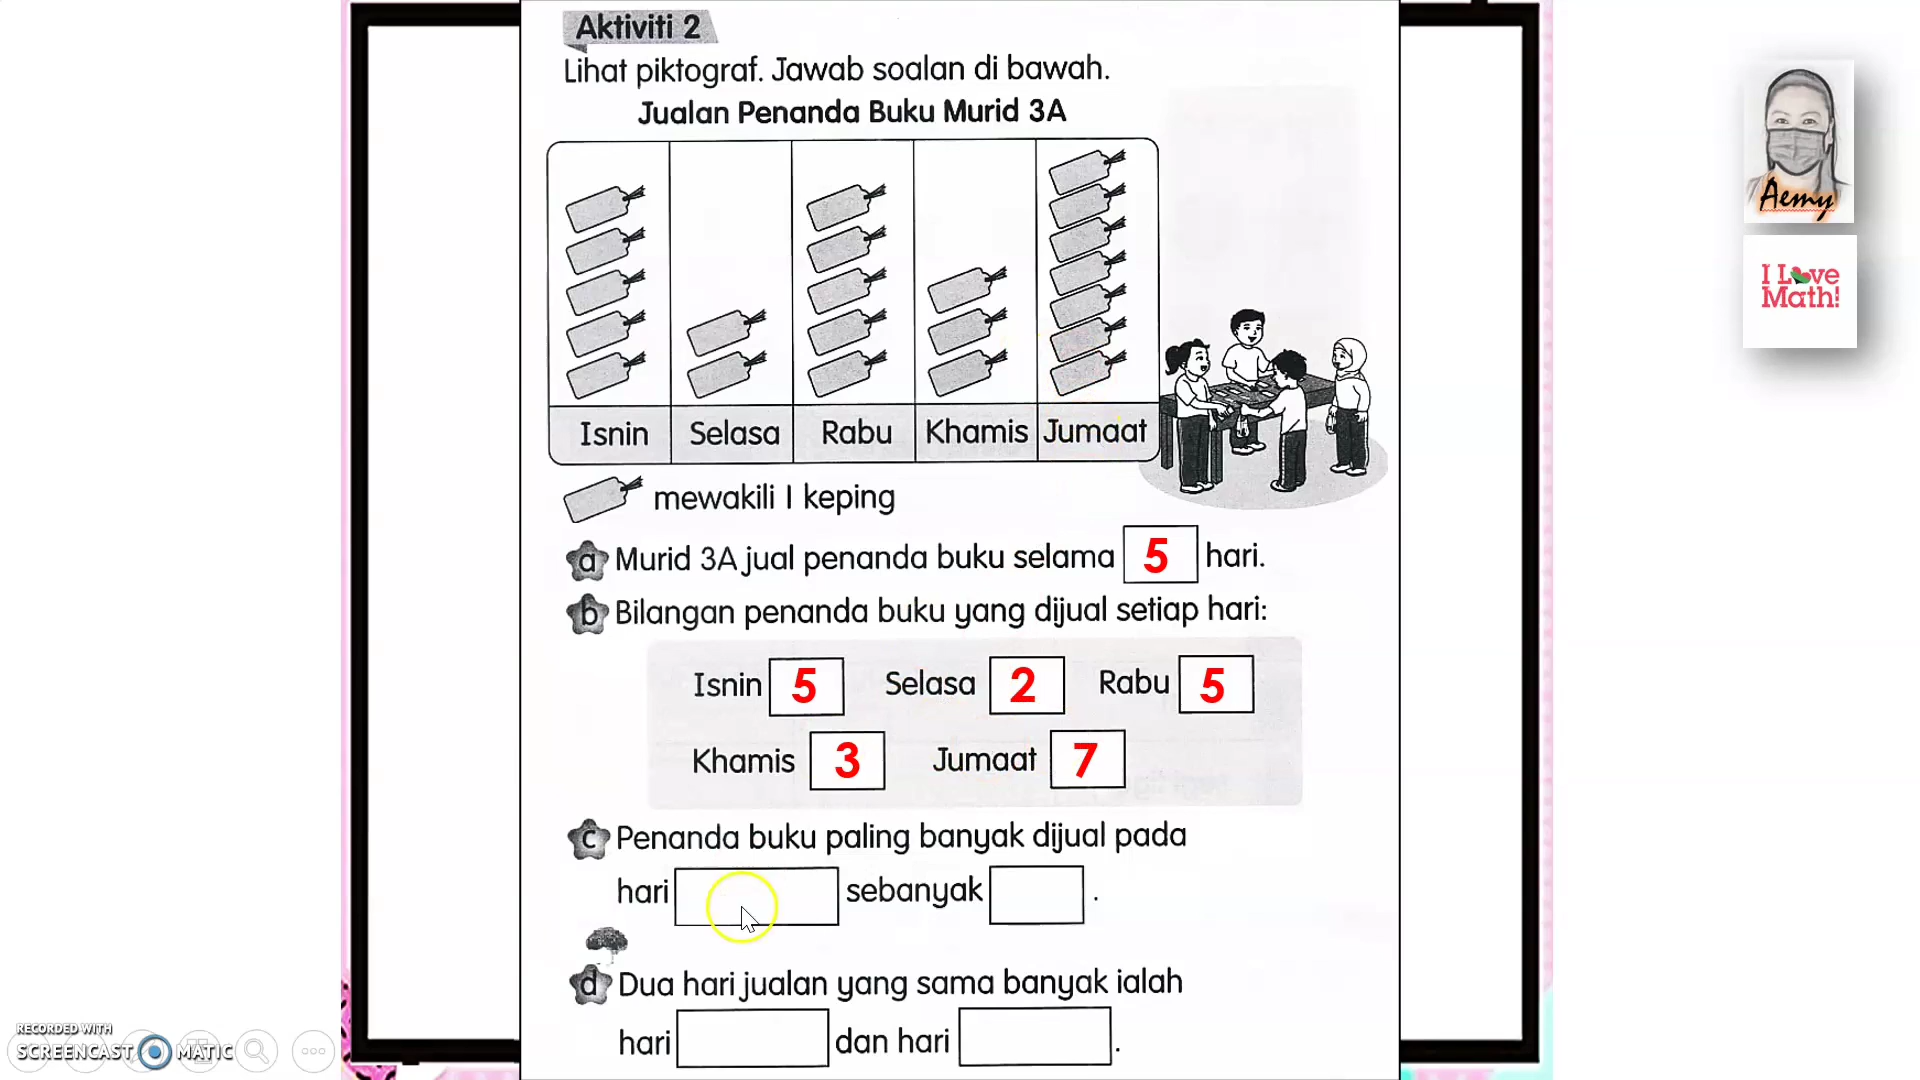 Aktiviti 2
Lihat piktograf. Jawab soalan di bawah.
Jualan Penanda Buku Murid 3A
Isnin Selasa Rabu Khamis Jumaat
mewakili 1 keping
a Murid 3A jual penanda buku selama 5 hari.
b Bilangan penanda buku yang dijual setiap hari:
Isnin 5 Selasa 2 Rabu 5
Khamis 3 Jumaat 7
c Penanda buku paling banyak dijual pada
hari sebanyak .
d Dua hari jualan yang sama banyak ialah
hari dan hari .
Aemy
I Love
Math!
RECORDED WITH
SCREENCAST MATIC